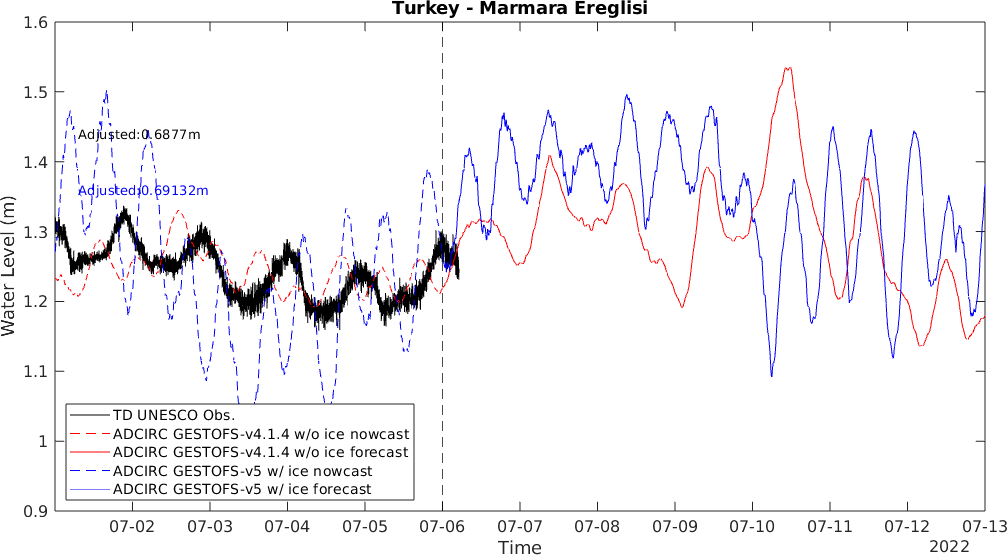 Turkey - Marmara Ereglisi
1.6
1.5
1.4
1.3
1.2
1.1
1
0.9
Water Level (m)
Adjusted:0.6877m
Adjusted:0.69132m
TD UNESCO Obs.
ADCIRC GESTOFS-v4.1.4 w/o ice nowcast
ADCIRC GESTOFS-v4.1.4 w/o ice forecast
ADCIRC GESTOFS-v5 w/ ice nowcast
ADCIRC GESTOFS-v5 w/ ice forecast
07-02 07-03 07-04 07-05 07-06 07-07 07-08 07-09 07-10 07-11 07-12 07-13
Time
2022